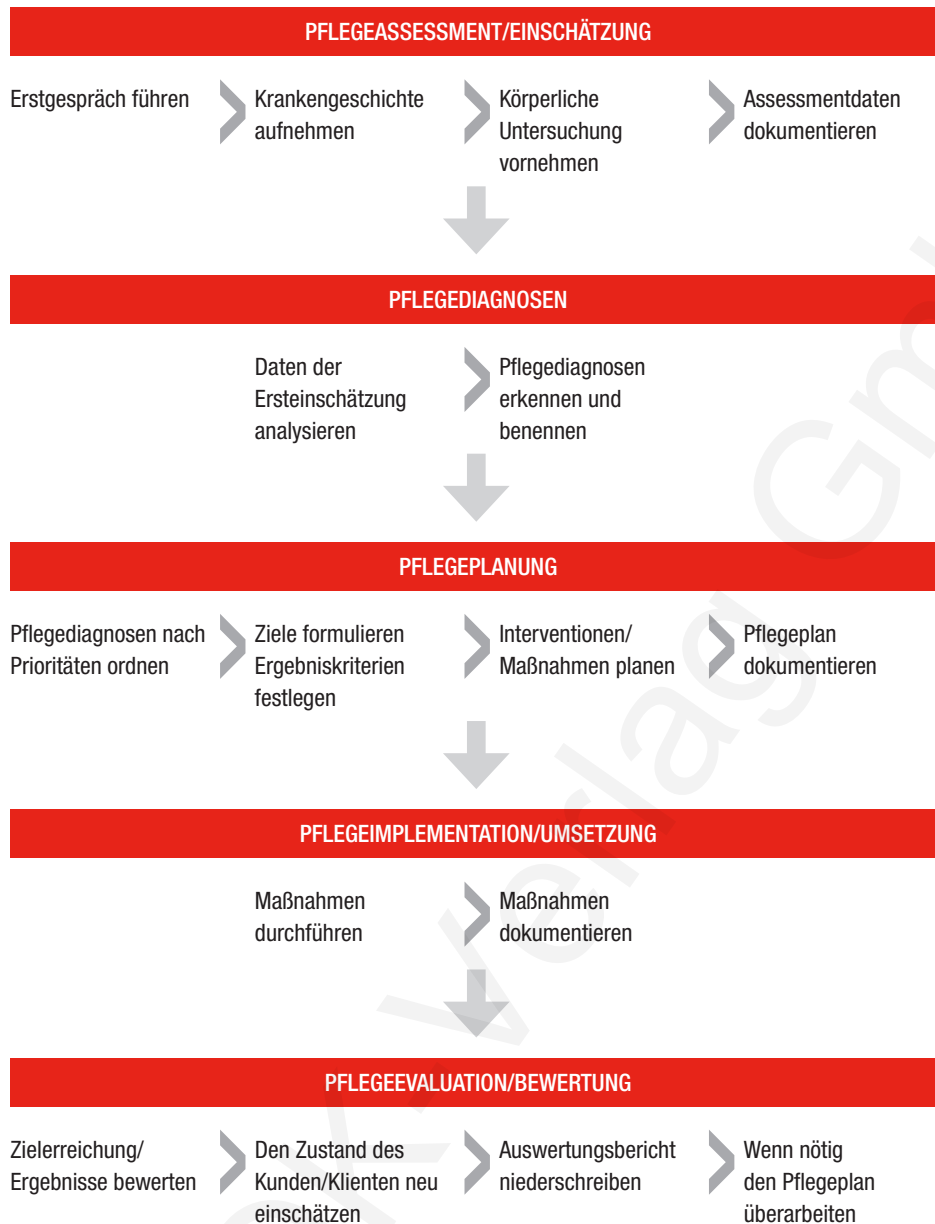 PFLEGEASSESSMENT/EINSCHÄTZUNG
Erstgespräch führen
Krankengeschichte
aufnehmen
Körperliche
Untersuchung
vornehmen
Assessmentdaten
dokumentieren
PFLEGEDIAGNOSEN
Daten der
Ersteinschätzung
analysieren
Pflegediagnosen
erkennen und
benennen
PFLEGEPLANUNG
Pflegediagnosen nach
Prioritäten ordnen
Ziele formulieren
Ergebniskriterien
festlegen
Interventionen/
Maßnahmen planen
Pflegeplan
dokumentieren
PFLEGEIMPLEMENTATION/UMSETZUNG
Maßnahmen
durchführen
Maßnahmen
dokumentieren
PFLEGEEVALUATION/BEWERTUNG
Zielerreichung/
Ergebnisse bewerten
Den Zustand des
Kunden/Klienten neu
einschätzen
Auswertungsbericht
niederschreiben
Wenn nötig
den Pflegeplan
überarbeiten